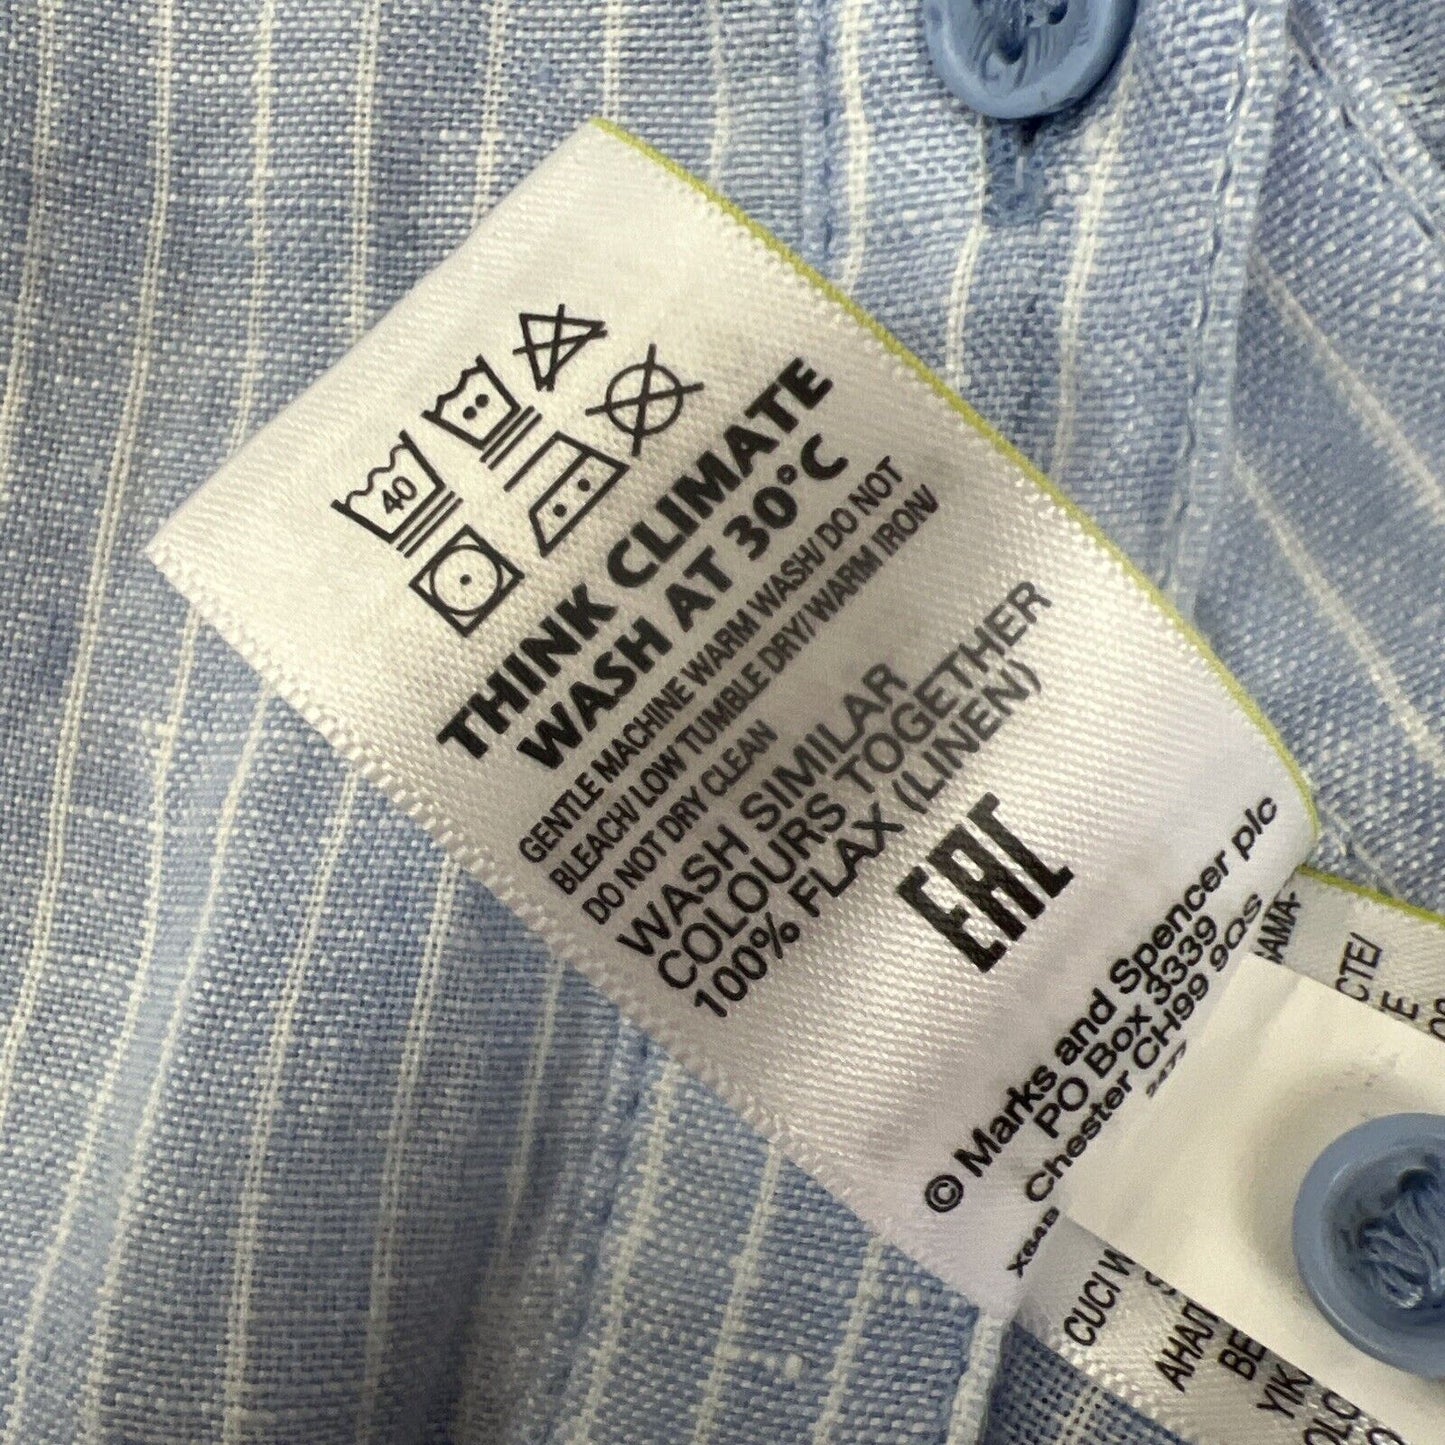 40
THINK CLIMATE
WASH AT 30°C
GENTLE MACHINE WARM WASH/ DO NOT
BLEACH/ LOW TUMBLE DRY/ WARM IRON/
DO NOT DRY CLEAN
WASH SIMILAR
COLOURS TOGETHER
100% FLAX (LINEN)
EAC
© Marks and Spencer plc
PO Box 3339
Chester CH99 9QS
X64B
CUCI